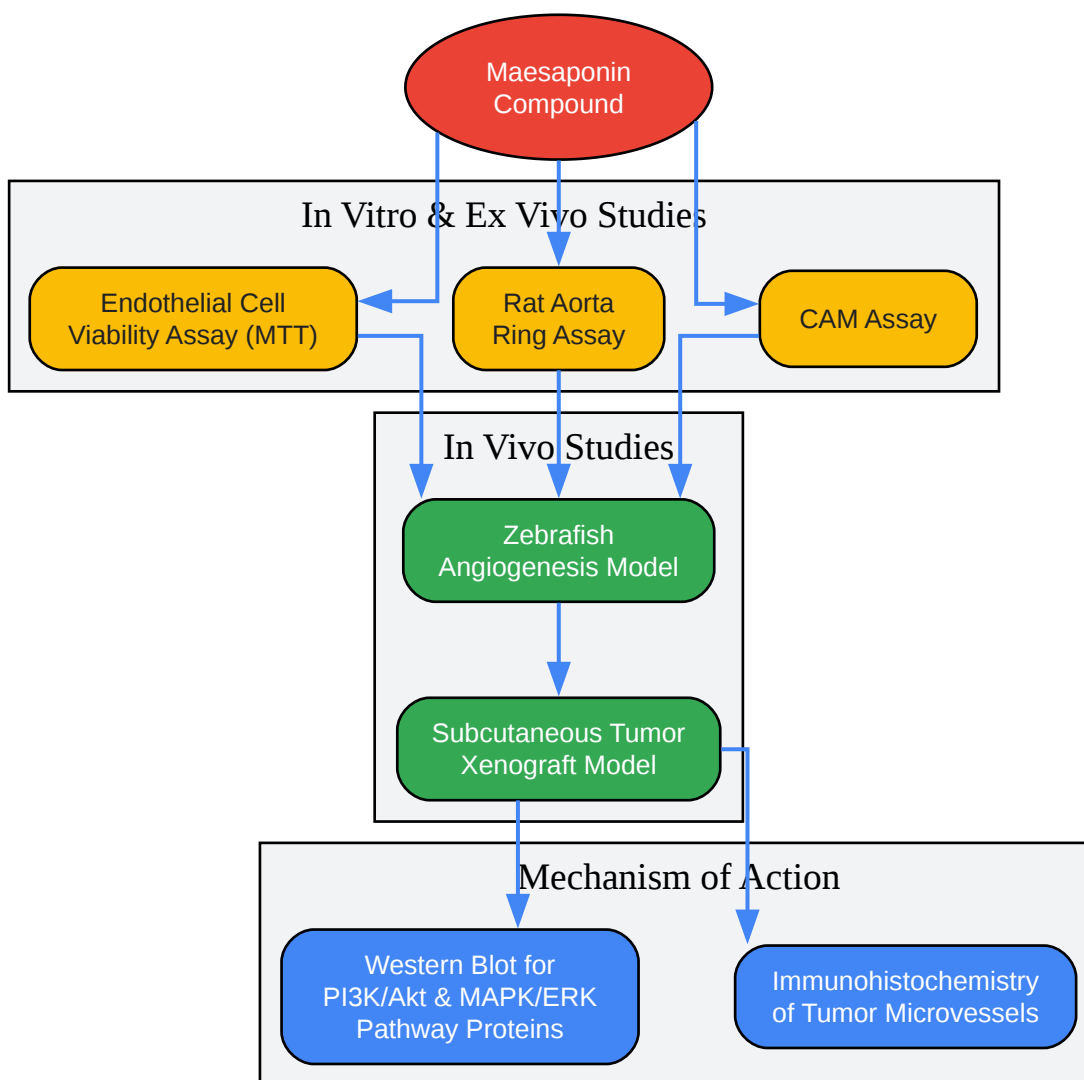 Maesaponin
Compound
In Vitro & Ex Vivo Studies
Endothelial Cell
Viability Assay (MTT)
Rat Aorta
Ring Assay
CAM Assay
In Vivo Studies
Zebrafish
Angiogenesis Model
Subcutaneous Tumor
Xenograft Model
Mechanism of Action
Western Blot for
PI3K/Akt & MAPK/ERK
Pathway Proteins
Immunohistochemistry
of Tumor Microvessels